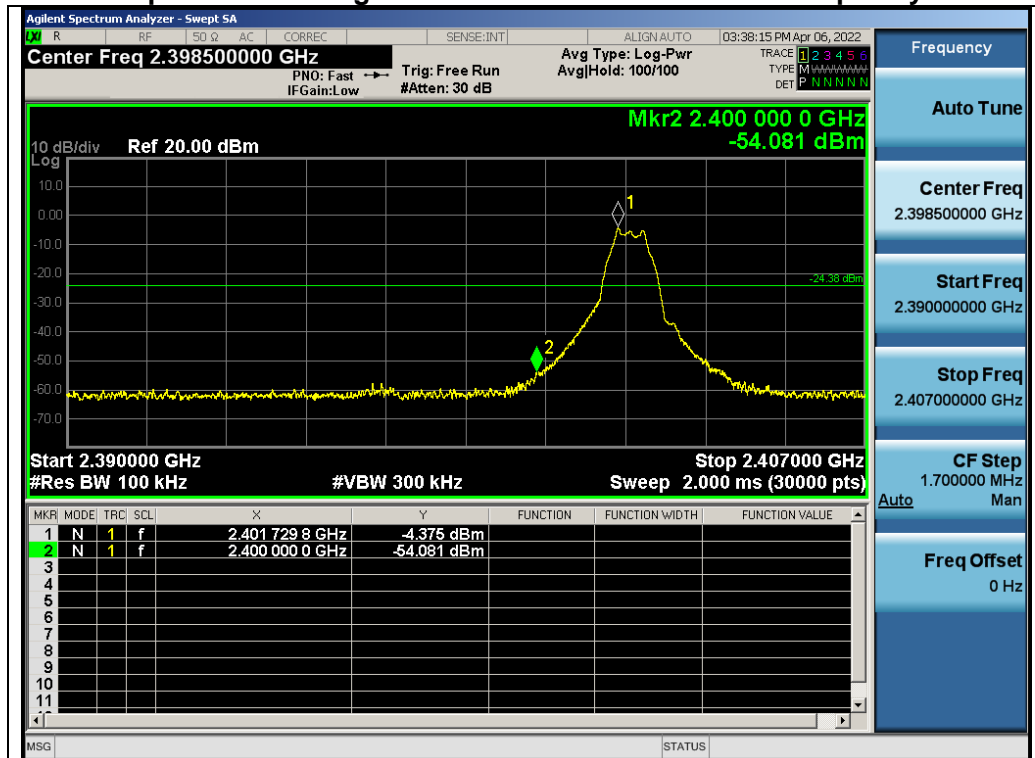 Agilent Spectrum Analyzer - Swept SA
LXI R RF 50 Ω AC CORREC SENSE:INT ALIGN AUTO 03:38:15 PM Apr 06, 2022
Center Freq 2.398500000 GHz
PNO: Fast
IFGain:Low
Trig: Free Run
#Atten: 30 dB
Avg Type: Log-Pwr
Avg|Hold: 100/100
TRACE 1 2 3 4 5 6
TYPE M
DET P N N N N N
Mkr2 2.400 000 0 GHz
-54.081 dBm
10 dB/div Ref 20.00 dBm
Log
10.0
0.00
-10.0
-20.0
-30.0
-40.0
-50.0
-60.0
-70.0
1
-24.38 dBm
2
Start 2.390000 GHz Stop 2.407000 GHz
#Res BW 100 kHz #VBW 300 kHz Sweep 2.000 ms (30000 pts)
MKR MODE TRC SCL X Y FUNCTION FUNCTION WIDTH FUNCTION VALUE
1 N 1 f 2.401 729 8 GHz -4.375 dBm
2 N 1 f 2.400 000 0 GHz -54.081 dBm
3
4
5
6
7
8
9
10
11
MSG STATUS
Frequency
Auto Tune
Center Freq
2.398500000 GHz
Start Freq
2.390000000 GHz
Stop Freq
2.407000000 GHz
CF Step
1.700000 MHz
Auto Man
Freq Offset
0 Hz